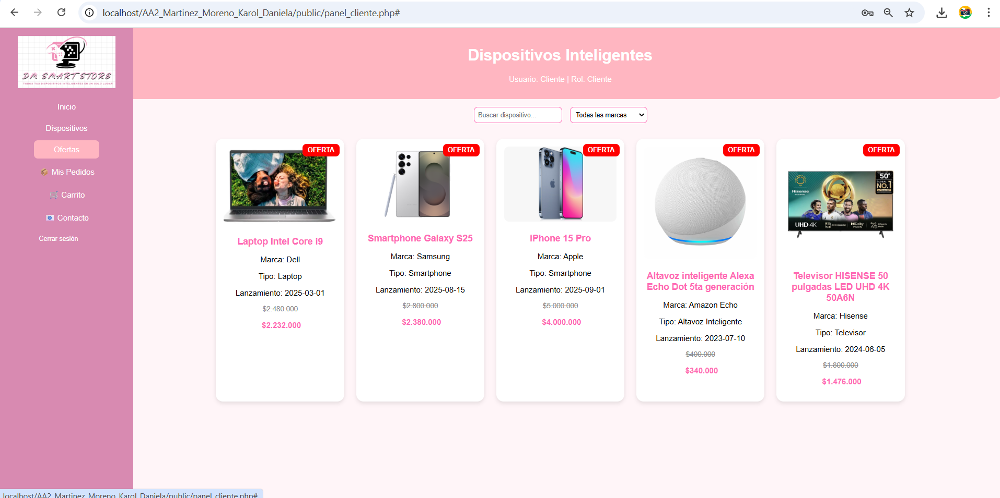 localhost/AA2_Martinez_Moreno_Karol_Daniela/public/panel_cliente.php#
DM SMART STORE
TODOS TUS DISPOSITIVOS INTELIGENTES EN UN SOLO LUGAR
Inicio
Dispositivos
Ofertas
Mis Pedidos
Carrito
Contacto
Cerrar sesión
Dispositivos Inteligentes
Usuario: Cliente | Rol: Cliente
Buscar dispositivo...
Todas las marcas
OFERTA
Laptop Intel Core i9
Marca: Dell
Tipo: Laptop
Lanzamiento: 2025-03-01
$2.480.000
$2.232.000
OFERTA
Smartphone Galaxy S25
Marca: Samsung
Tipo: Smartphone
Lanzamiento: 2025-08-15
$2.800.000
$2.380.000
OFERTA
iPhone 15 Pro
Marca: Apple
Tipo: Smartphone
Lanzamiento: 2025-09-01
$5.000.000
$4.000.000
OFERTA
Altavoz inteligente Alexa
Echo Dot 5ta generación
Marca: Amazon Echo
Tipo: Altavoz Inteligente
Lanzamiento: 2023-07-10
$400.000
$340.000
OFERTA
50"
GLOBAL
NO.1
Hisense
UHD 4K
Dolby
VISION
Televisor HISENSE 50
pulgadas LED UHD 4K
50A6N
Marca: Hisense
Tipo: Televisor
Lanzamiento: 2024-06-05
$1.800.000
$1.476.000
localhost/AA2_Martinez_Moreno_Karol_Daniela/public/panel_cliente.php#